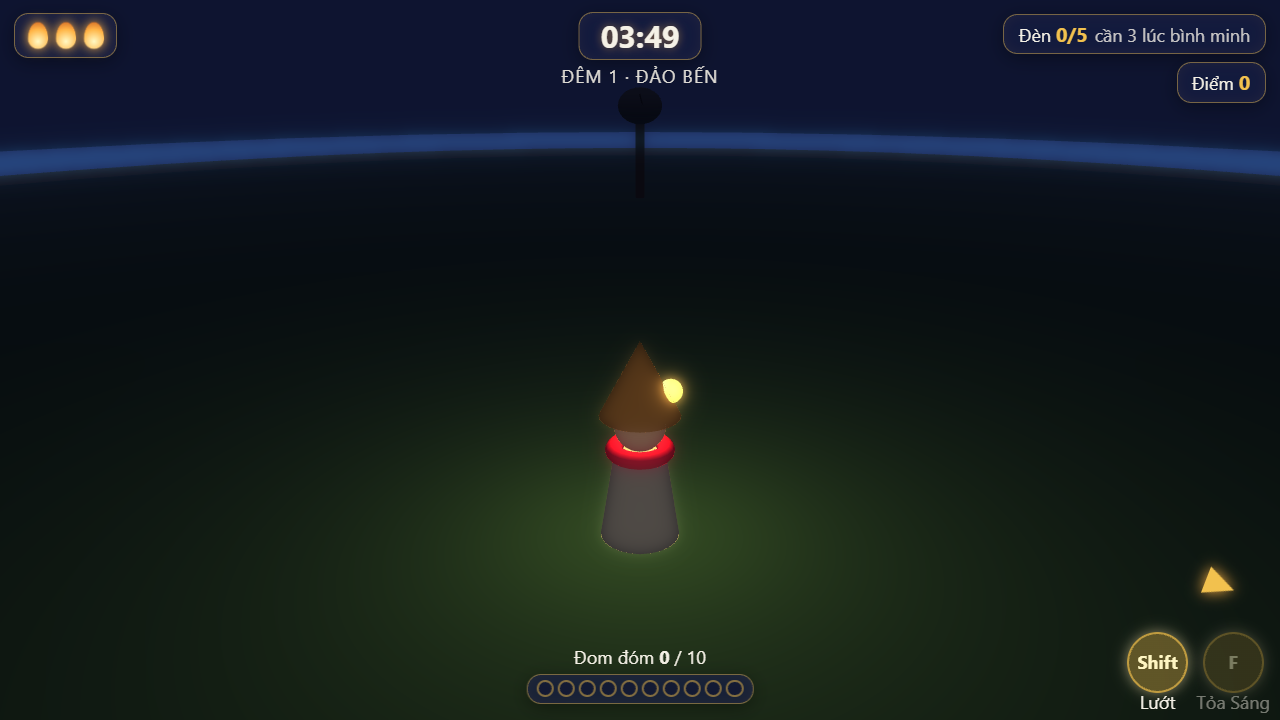 03:49
ĐÊM 1 · ĐẢO BẾN
Đèn 0/5 cần 3 lúc bình minh
Điểm 0
Đom đóm 0 / 10
Shift
F
Lướt
Tỏa Sáng